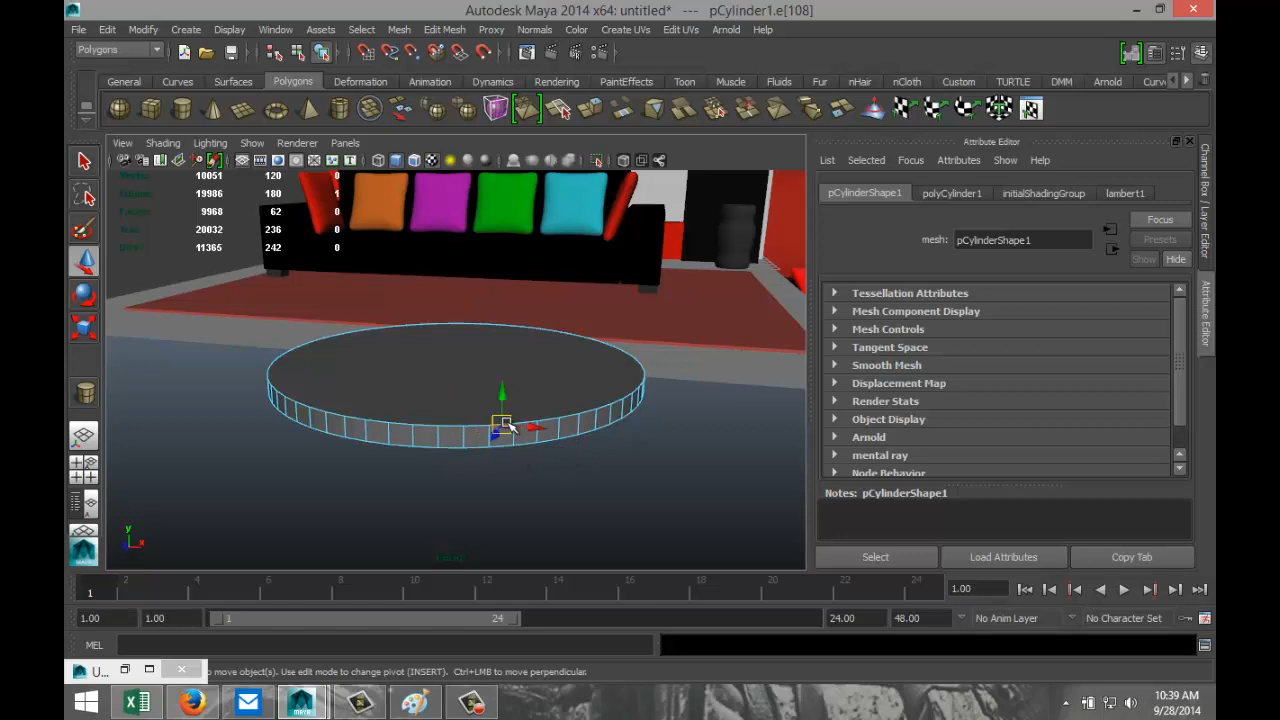 Autodesk Maya 2014 x64: untitled* --- pCylinder1.e[108]
File Edit Modify Create Display Window Assets Select Mesh Edit Mesh Proxy Normals Color Create UVs Edit UVs Arnold Help
Polygons
General Curves Surfaces Polygons Deformation Animation Dynamics Rendering PaintEffects Toon Muscle Fluids Fur nHair nCloth Custom TURTLE DMM Arnold Curv
View Shading Lighting Show Renderer Panels
10051 120 0
19986 180 1
9968 62 0
20032 236 0
11365 242 0
y
x
Attribute Editor
List Selected Focus Attributes Show Help
pCylinderShape1 polyCylinder1 initialShadingGroup lambert1
Focus
mesh: pCylinderShape1
Presets
Show Hide
Tessellation Attributes
Mesh Component Display
Mesh Controls
Tangent Space
Smooth Mesh
Displacement Map
Render Stats
Object Display
Arnold
mental ray
Node Behavior
Notes: pCylinderShape1
Select Load Attributes Copy Tab
Channel Box / Layer Editor
Attribute Editor
2 4 6 8 10 12 14 16 18 20 22 24
1
1.00
1.00 1.00 1 24 24.00 48.00 No Anim Layer No Character Set
MEL
U... to move object(s). Use edit mode to change pivot (INSERT). Ctrl+LMB to move perpendicular.
10:39 AM
9/28/2014